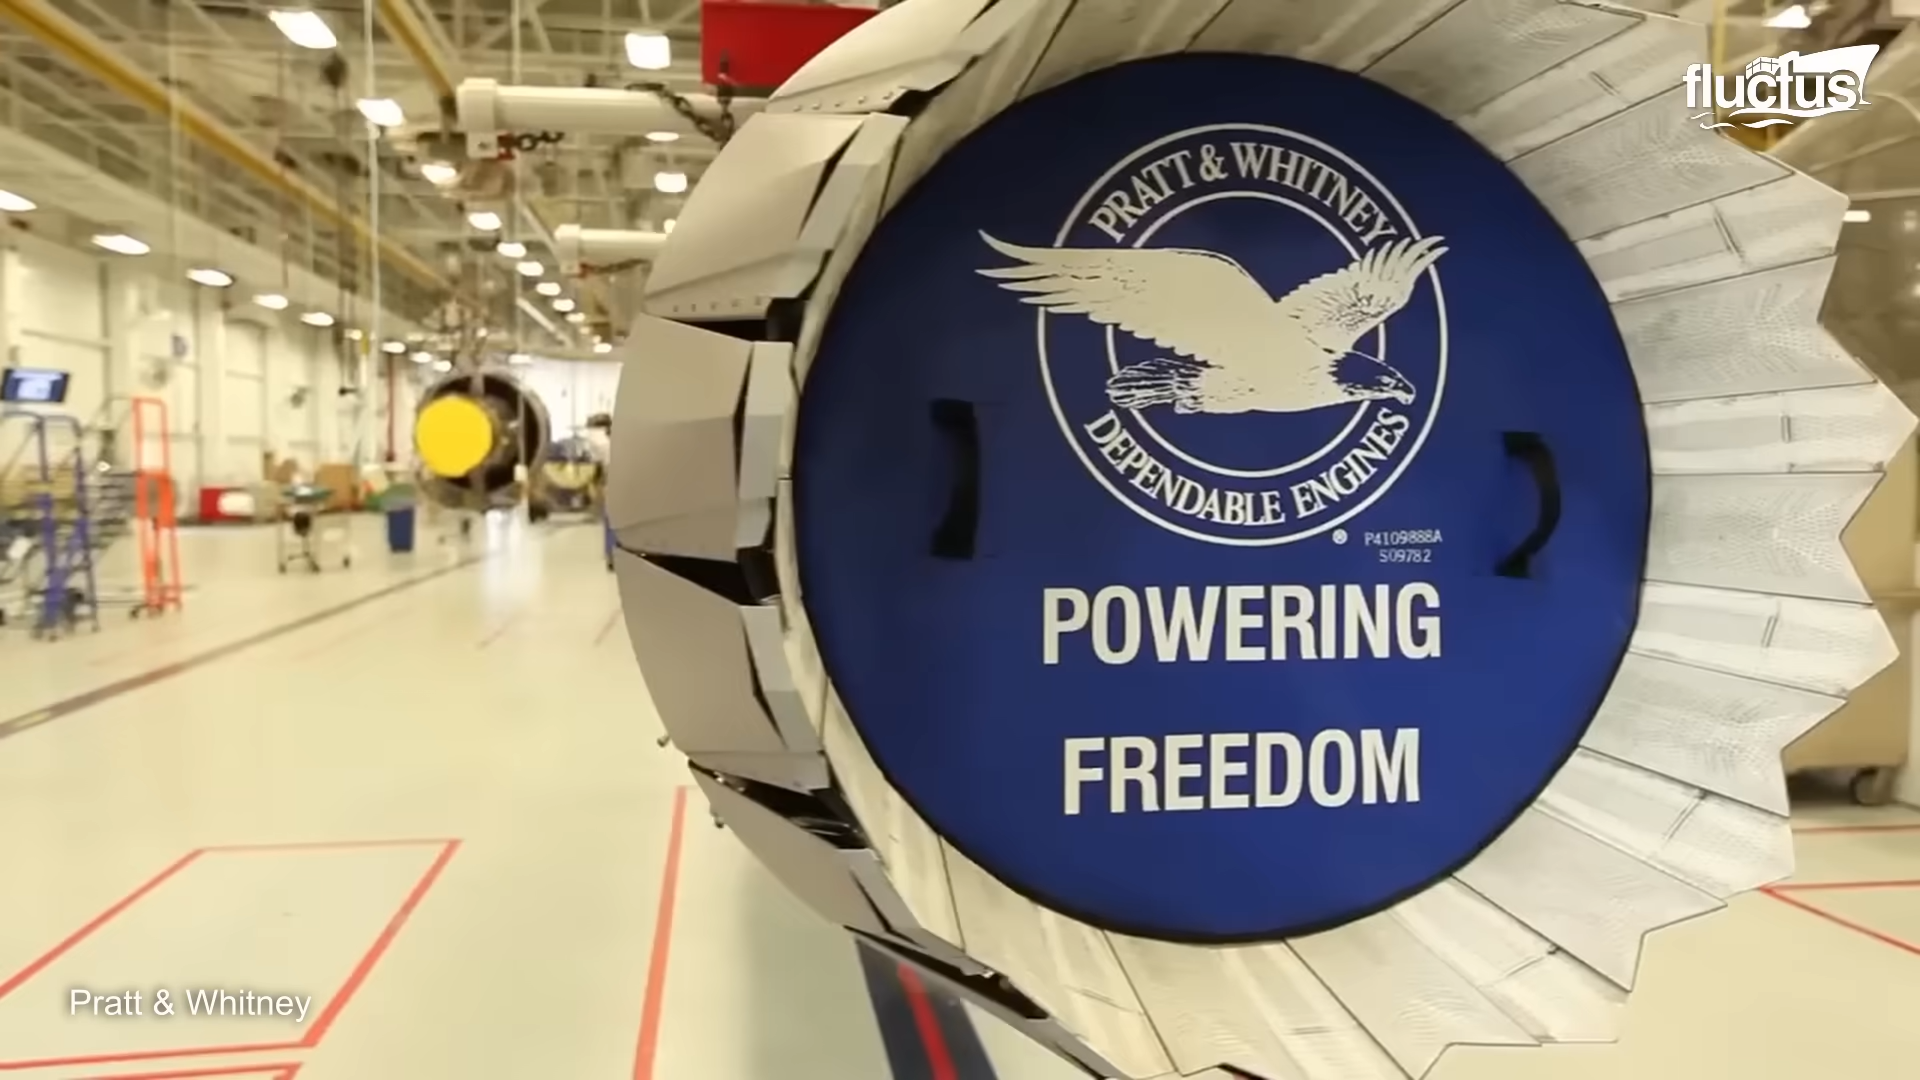 fluctus
PRATT & WHITNEY
DEPENDABLE ENGINES
®
P4109888A
S09782
POWERING
FREEDOM
Pratt & Whitney